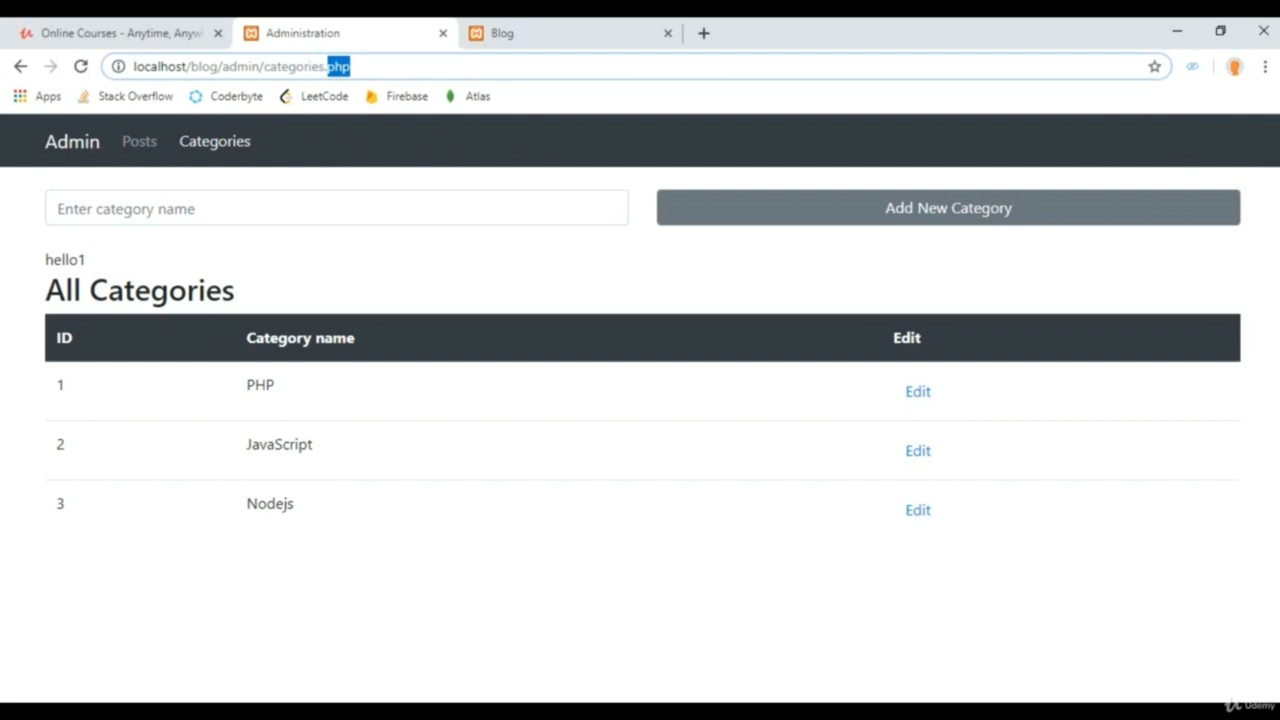 Online Courses - Anytime, Anywh
Administration
Blog
localhost/blog/admin/categories.php
Apps
Stack Overflow
Coderbyte
LeetCode
Firebase
Atlas
Admin
Posts
Categories
Enter category name
Add New Category
hello1
All Categories
ID Category name Edit
1 PHP Edit
2 JavaScript Edit
3 Nodejs Edit
Udemy